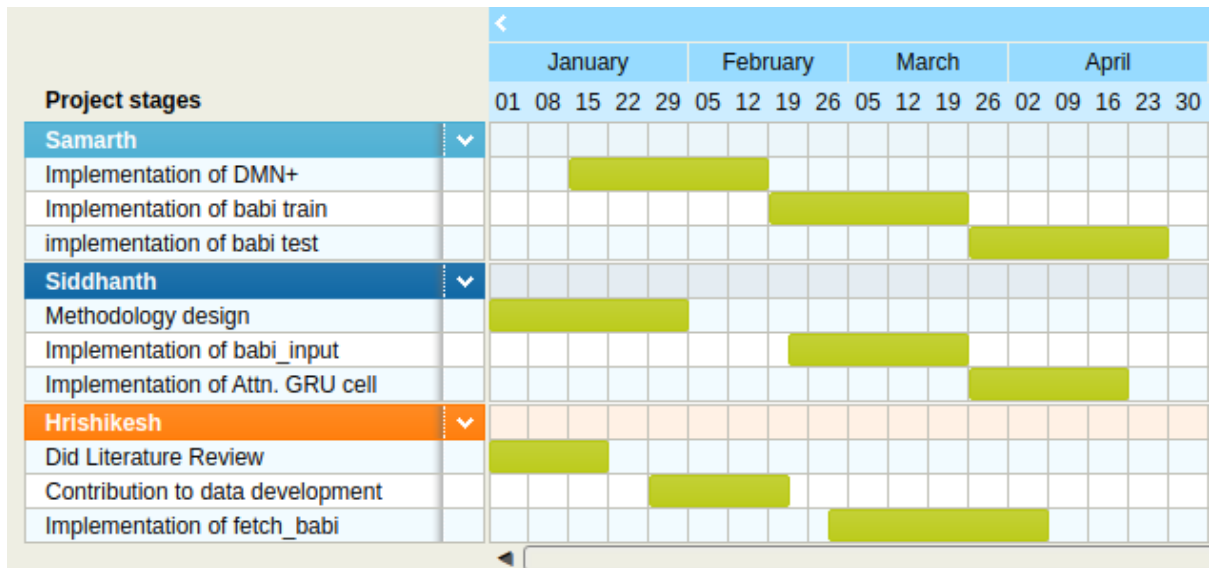 January February March April
Project stages 01 08 15 22 29 05 12 19 26 05 12 19 26 02 09 16 23 30
Samarth
Implementation of DMN+
Implementation of babi train
implementation of babi test
Siddhanth
Methodology design
Implementation of babi_input
Implementation of Attn. GRU cell
Hrishikesh
Did Literature Review
Contribution to data development
Implementation of fetch_babi